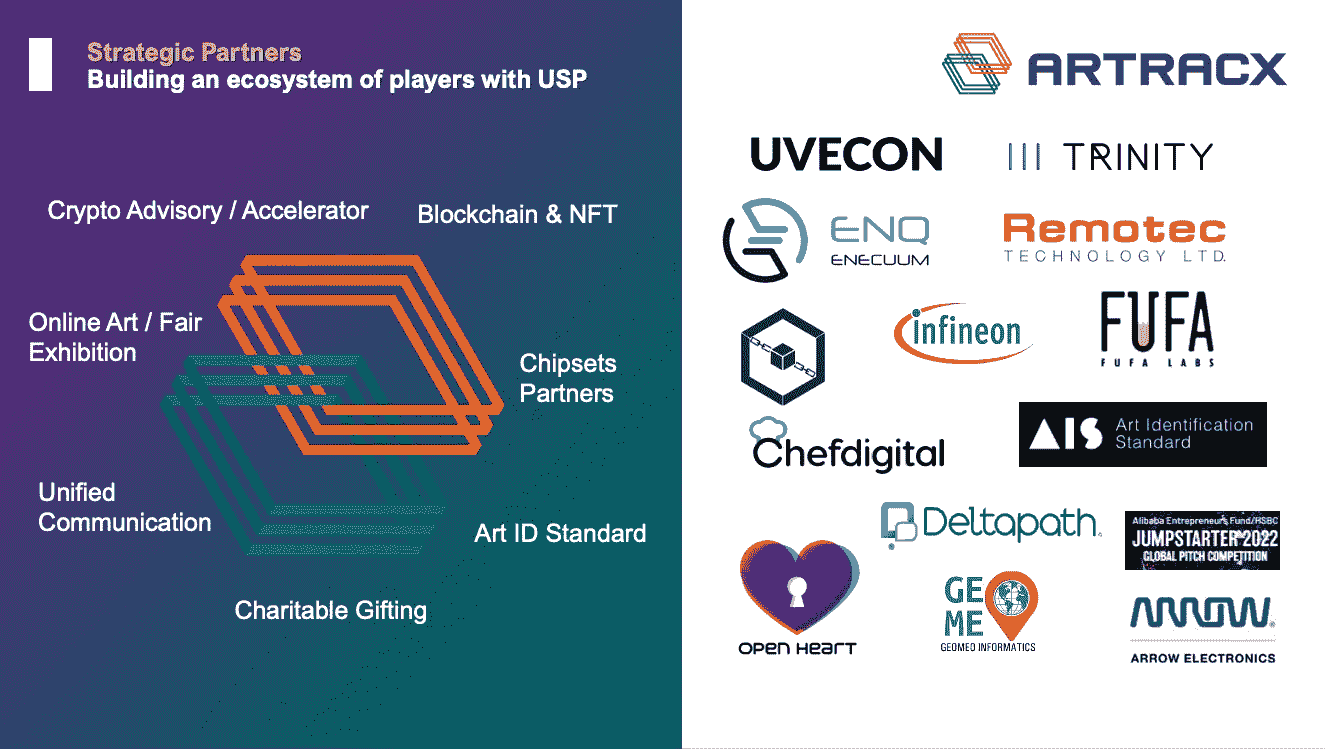 Strategic Partners
Building an ecosystem of players with USP
Crypto Advisory / Accelerator
Blockchain & NFT
Online Art / Fair
Exhibition
Chipsets
Partners
Unified
Communication
Art ID Standard
Charitable Gifting
ARTRACX
UVECON
TRINITY
ENQ
ENECUUM
Remotec
TECHNOLOGY LTD.
infineon
FUFA
FUFA LABS
Chefdigital
AIS
Art Identification
Standard
Deltapath
Alibaba Entrepreneurs Fund/HSBC
JUMPSTARTER 2022
GLOBAL PITCH COMPETITION
OPEN HEART
GE
ME
GEOMEO INFORMATICS
ARROW
ARROW ELECTRONICS